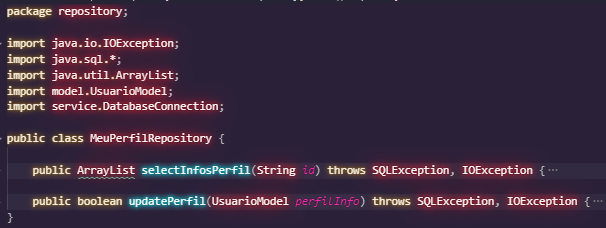 package repository;
import java.io.IOException;
import java.sql.*;
import java.util.ArrayList;
import model.UsuarioModel;
import service.DatabaseConnection;
public class MeuPerfilRepository {
public ArrayList selectInfosPerfil(String id) throws SQLException, IOException {···
public boolean updatePerfil(UsuarioModel perfilInfo) throws SQLException, IOException {···
}